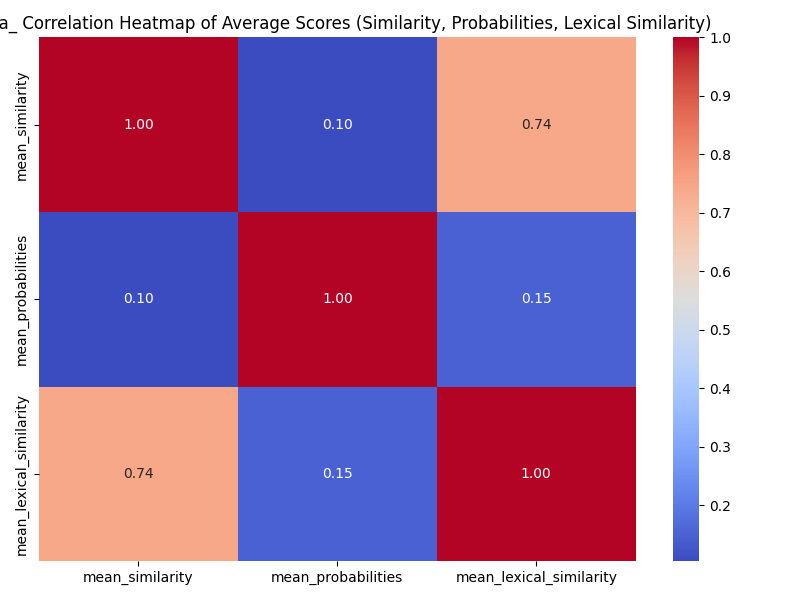 a_ Correlation Heatmap of Average Scores (Similarity, Probabilities, Lexical Similarity)
mean_similarity
1.00
0.10
0.74
mean_probabilities
0.10
1.00
0.15
mean_lexical_similarity
0.74
0.15
1.00
mean_similarity
mean_probabilities
mean_lexical_similarity
1.0
0.9
0.8
0.7
0.6
0.5
0.4
0.3
0.2